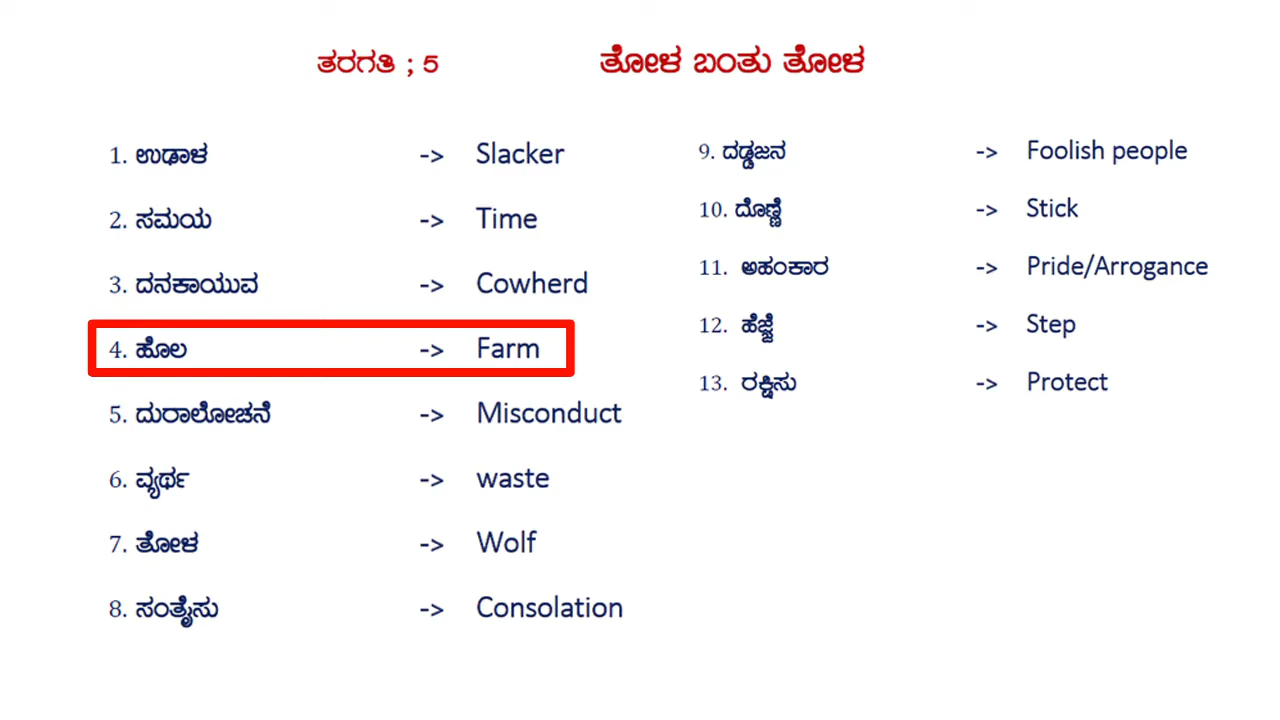 ತರಗತಿ ; 5 ತೋಳ ಬಂತು ತೋಳ
1. ಉಢಾಳ -> Slacker
2. ಸಮಯ -> Time
3. ದನಕಾಯುವ -> Cowherd
4. ಹೊಲ -> Farm
5. ದುರಾಲೋಚನೆ -> Misconduct
6. ವ್ಯರ್ಥ -> waste
7. ತೋಳ -> Wolf
8. ಸಂತೈಸು -> Consolation
9. ದಡ್ಡಜನ -> Foolish people
10. ದೊಣ್ಣೆ -> Stick
11. ಅಹಂಕಾರ -> Pride/Arrogance
12. ಹೆಜ್ಜೆ -> Step
13. ರಕ್ಷಿಸು -> Protect